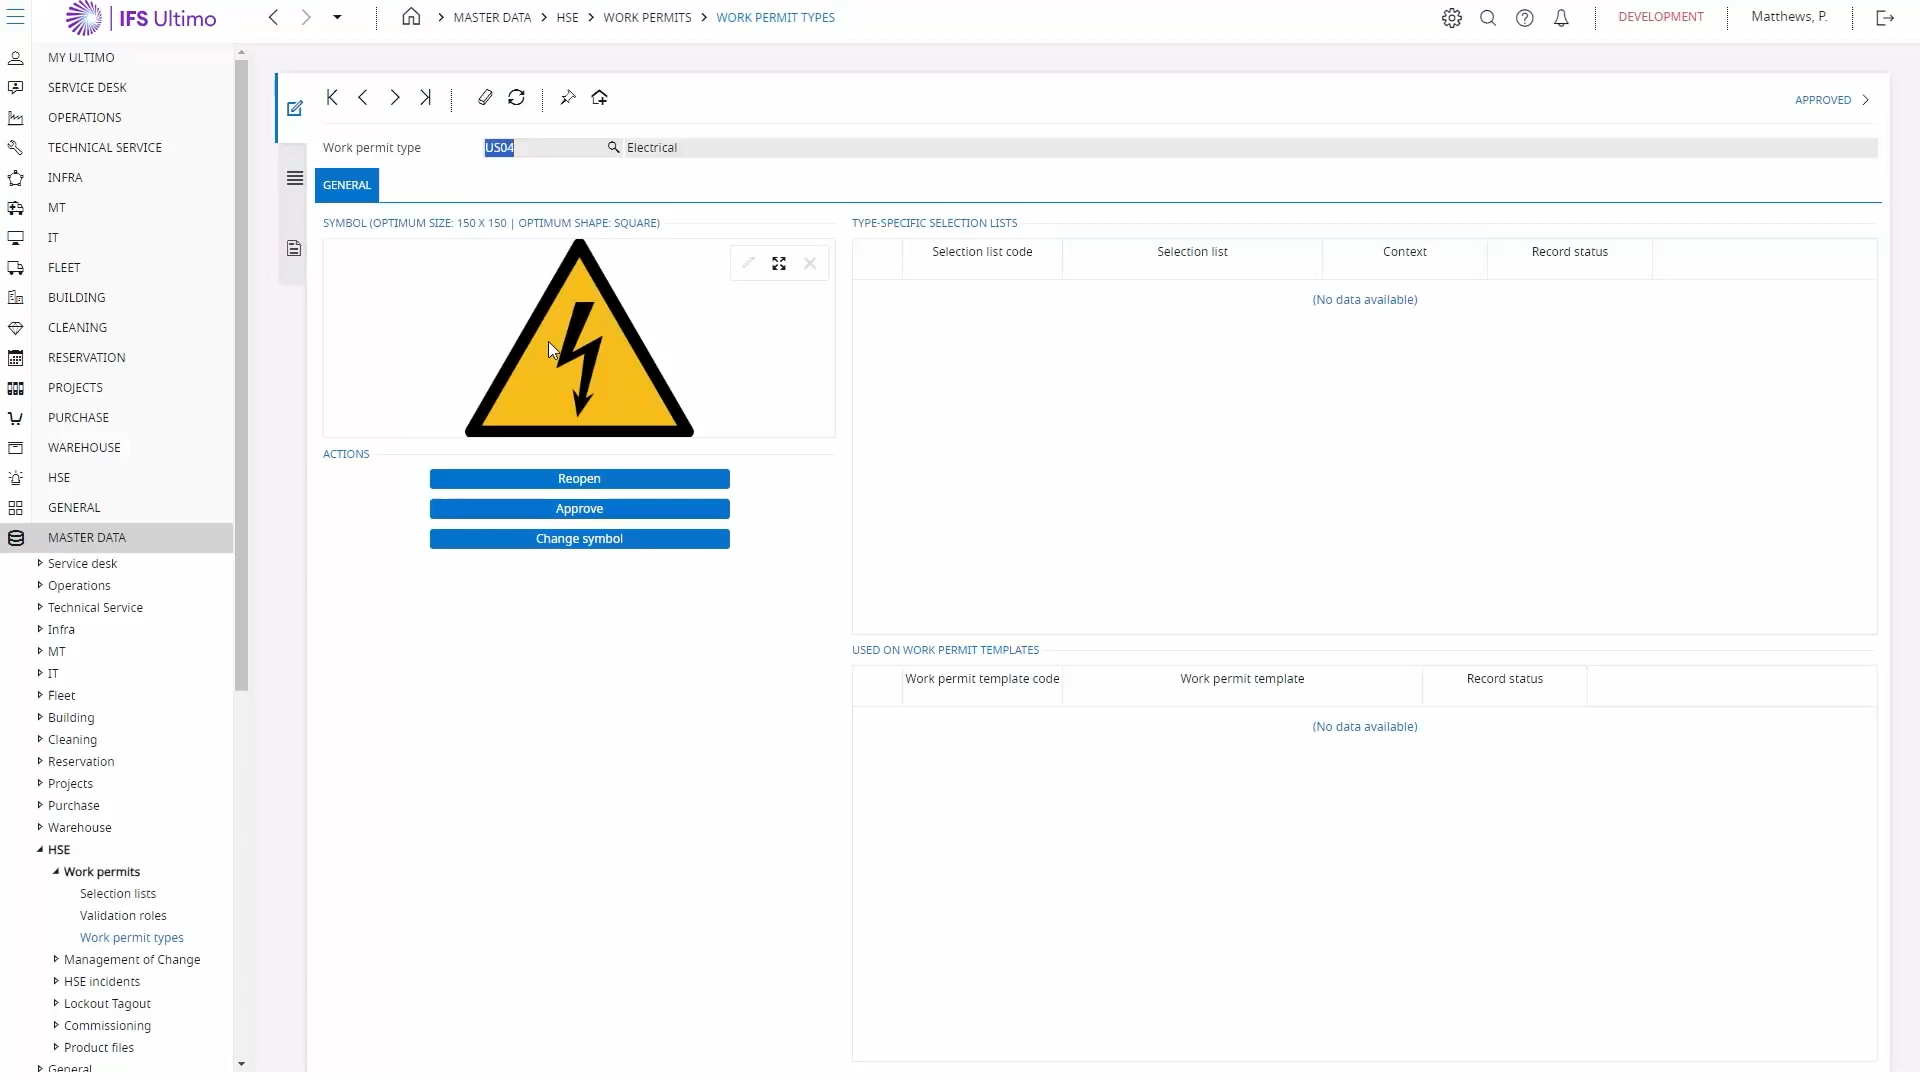 IFS Ultimo
MASTER DATA
HSE
WORK PERMITS
WORK PERMIT TYPES
DEVELOPMENT
Matthews, P.
MY ULTIMO
SERVICE DESK
OPERATIONS
TECHNICAL SERVICE
INFRA
MT
IT
FLEET
BUILDING
CLEANING
RESERVATION
PROJECTS
PURCHASE
WAREHOUSE
HSE
GENERAL
MASTER DATA
Service desk
Operations
Technical Service
Infra
MT
IT
Fleet
Building
Cleaning
Reservation
Projects
Purchase
Warehouse
HSE
Work permits
Selection lists
Validation roles
Work permit types
Management of Change
HSE incidents
Lockout Tagout
Commissioning
Product files
General
APPROVED
Work permit type
US04
Electrical
GENERAL
SYMBOL (OPTIMUM SIZE: 150 X 150 | OPTIMUM SHAPE: SQUARE)
ACTIONS
Reopen
Approve
Change symbol
TYPE-SPECIFIC SELECTION LISTS
Selection list code
Selection list
Context
Record status
(No data available)
USED ON WORK PERMIT TEMPLATES
Work permit template code
Work permit template
Record status
(No data available)